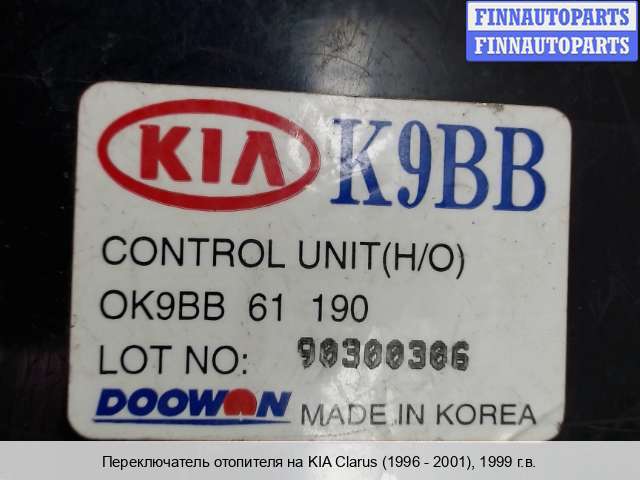 FINNAUTOPARTS
FINNAUTOPARTS
KIA K9BB
CONTROL UNIT(H/O)
OK9BB 61 190
LOT NO: 90300306
DOOWON MADE IN KOREA
Переключатель отопителя на KIA Clarus (1996 - 2001), 1999 г.в.